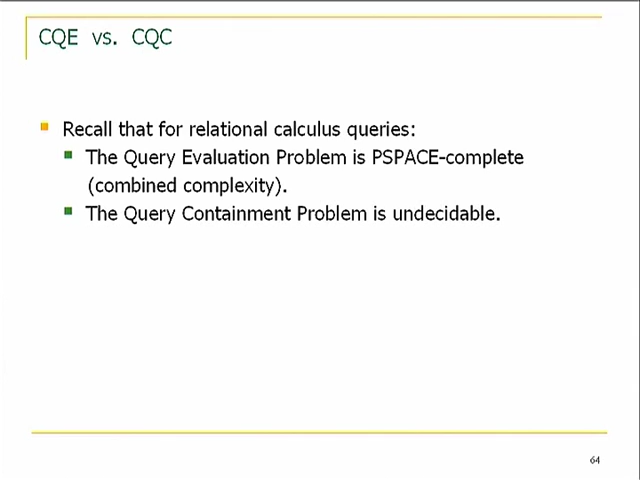 CQE vs. CQC
Recall that for relational calculus queries:
The Query Evaluation Problem is PSPACE-complete
(combined complexity).
The Query Containment Problem is undecidable.
64